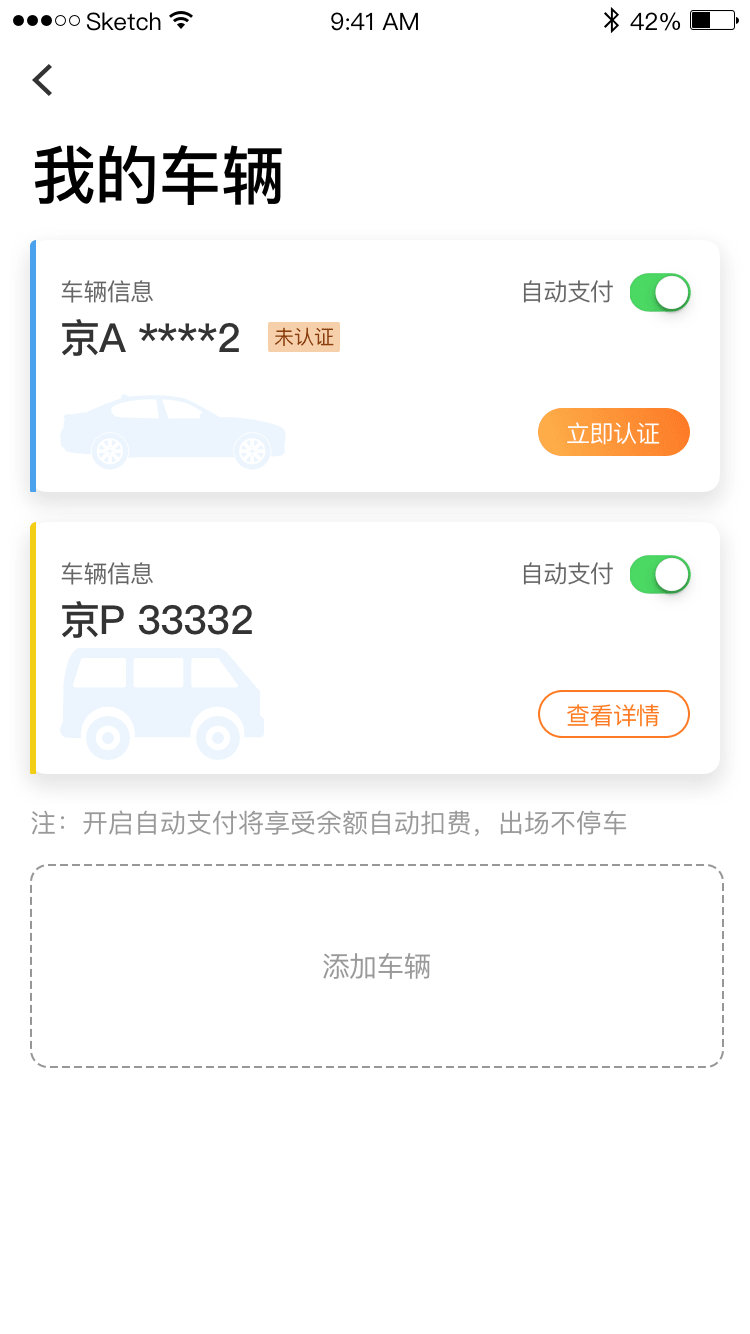 Sketch 9:41 AM 42%
我的车辆
车辆信息 自动支付
京A ****2 未认证
立即认证
车辆信息 自动支付
京P 33332
查看详情
注：开启自动支付将享受余额自动扣费，出场不停车
添加车辆